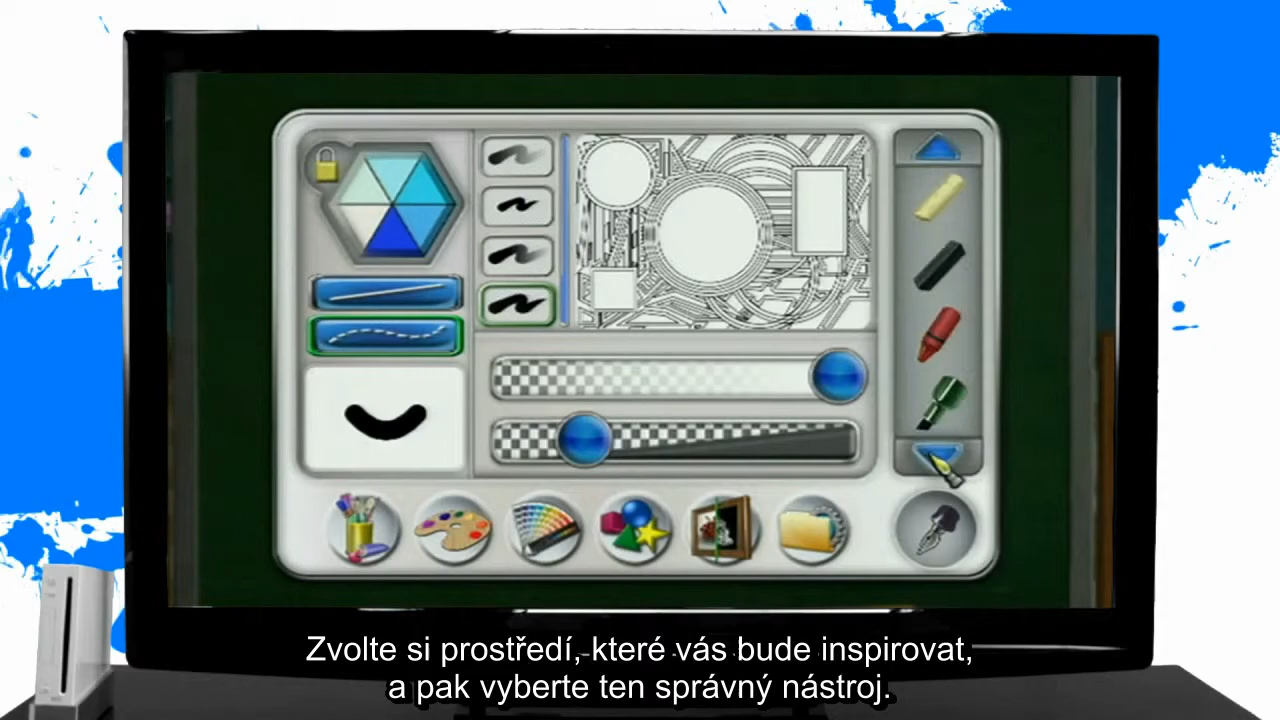 Zvolte si prostředí, které vás bude inspirovat,
a pak vyberte ten správný nástroj.